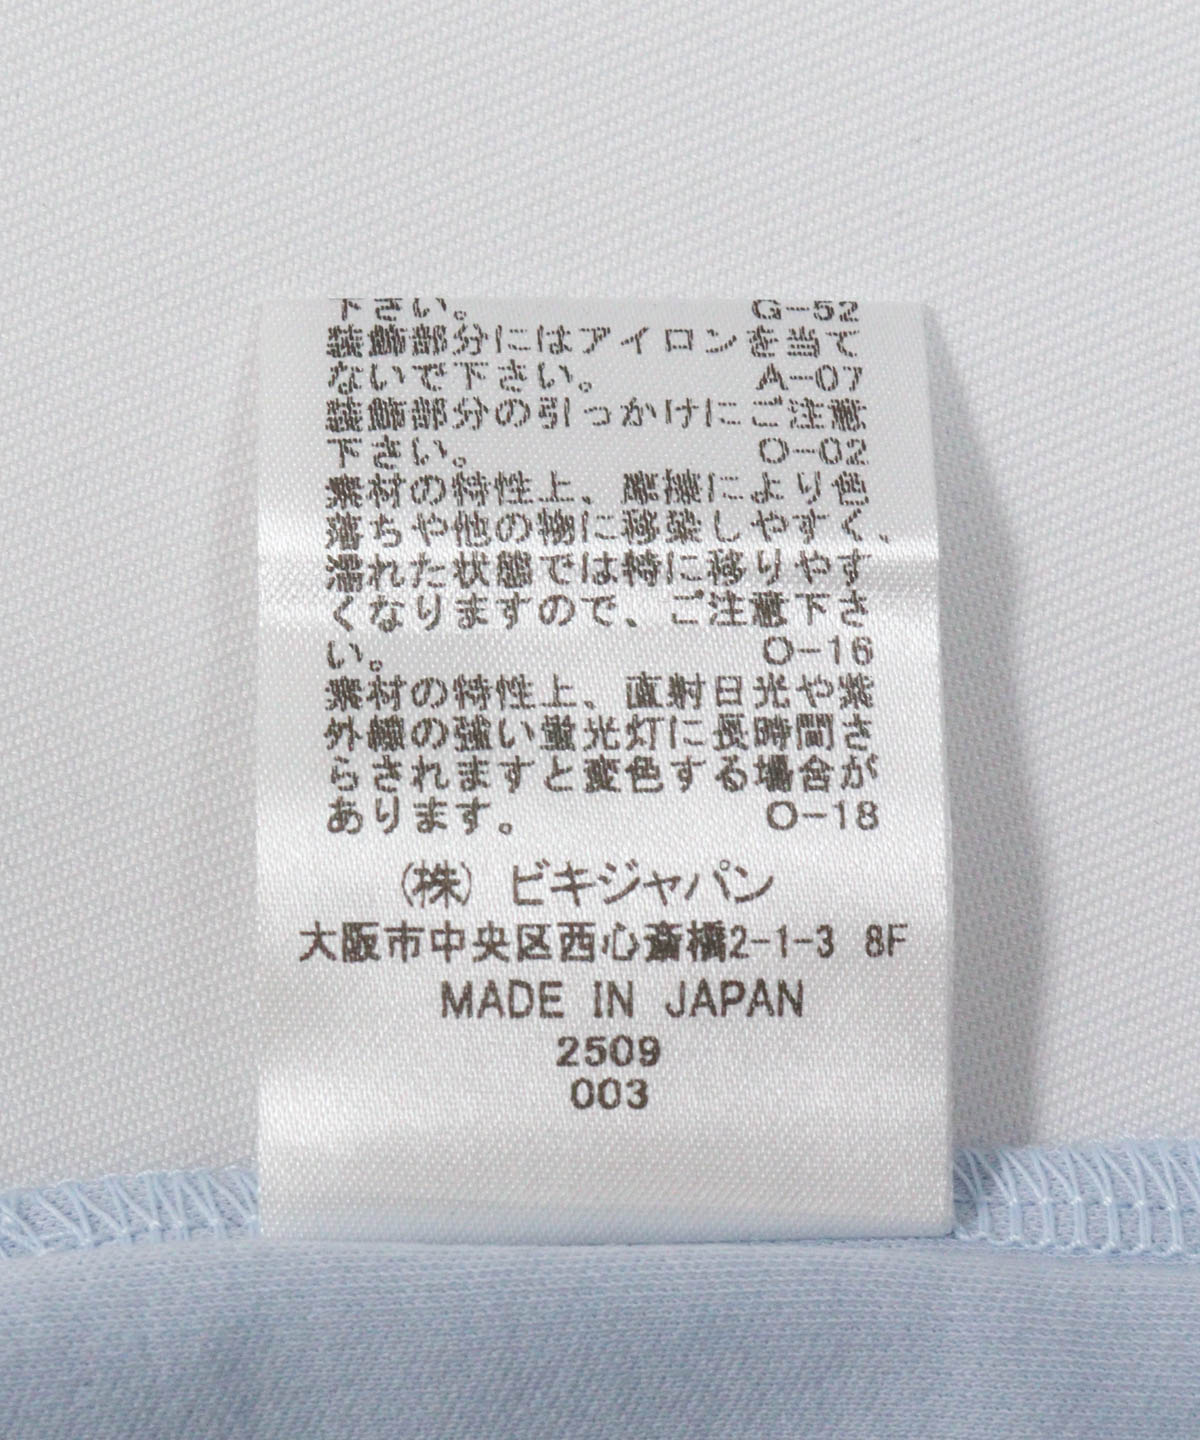 下さい。 G-52
装飾部分にはアイロンを当て
ないで下さい。 A-07
装飾部分の引っかけにご注意
下さい。 O-02
素材の特性上、摩擦により色
落ちや他の物に移染しやすく、
濡れた状態では特に移りやす
くなりますので、ご注意下さ
い。 O-16
素材の特性上、直射日光や紫
外線の強い蛍光灯に長時間さ
らされますと変色する場合が
あります。 O-18
(株) ビキジャパン
大阪市中央区西心斎橋2-1-3 8F
MADE IN JAPAN
2509
003